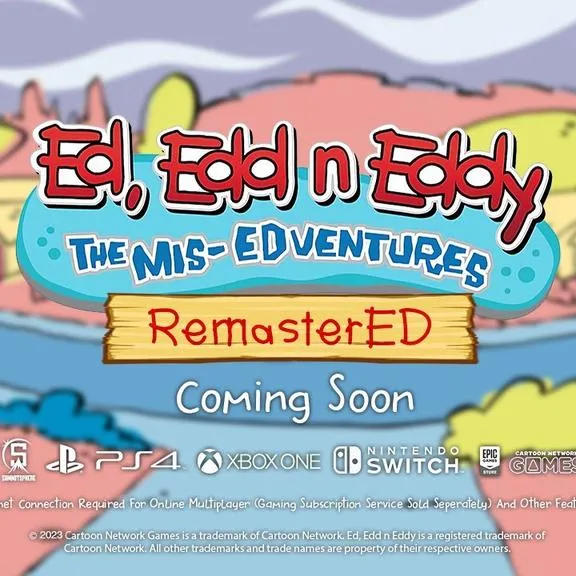 Ed, Edd n Eddy
THE MIS-EDVENTURES
RemasterED
Coming Soon
SUMMITSPHERE PS4 XBOX ONE NINTENDO SWITCH EPIC GAMES STORE CARTOON NETWORK GAMES
net Connection Required For Online Multiplayer (Gaming Subscription Service Sold Seperately) And Other Feat
© 2023 Cartoon Network Games is a trademark of Cartoon Network. Ed, Edd n Eddy is a registered trademark of
Cartoon Network. All other trademarks and trade names are property of their respective owners.